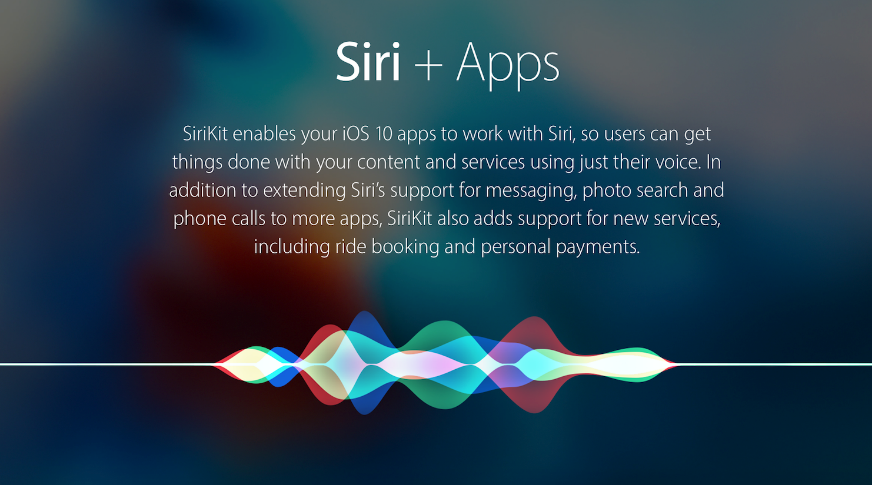 Siri + Apps
SiriKit enables your iOS 10 apps to work with Siri, so users can get
things done with your content and services using just their voice. In
addition to extending Siri's support for messaging, photo search and
phone calls to more apps, SiriKit also adds support for new services,
including ride booking and personal payments.